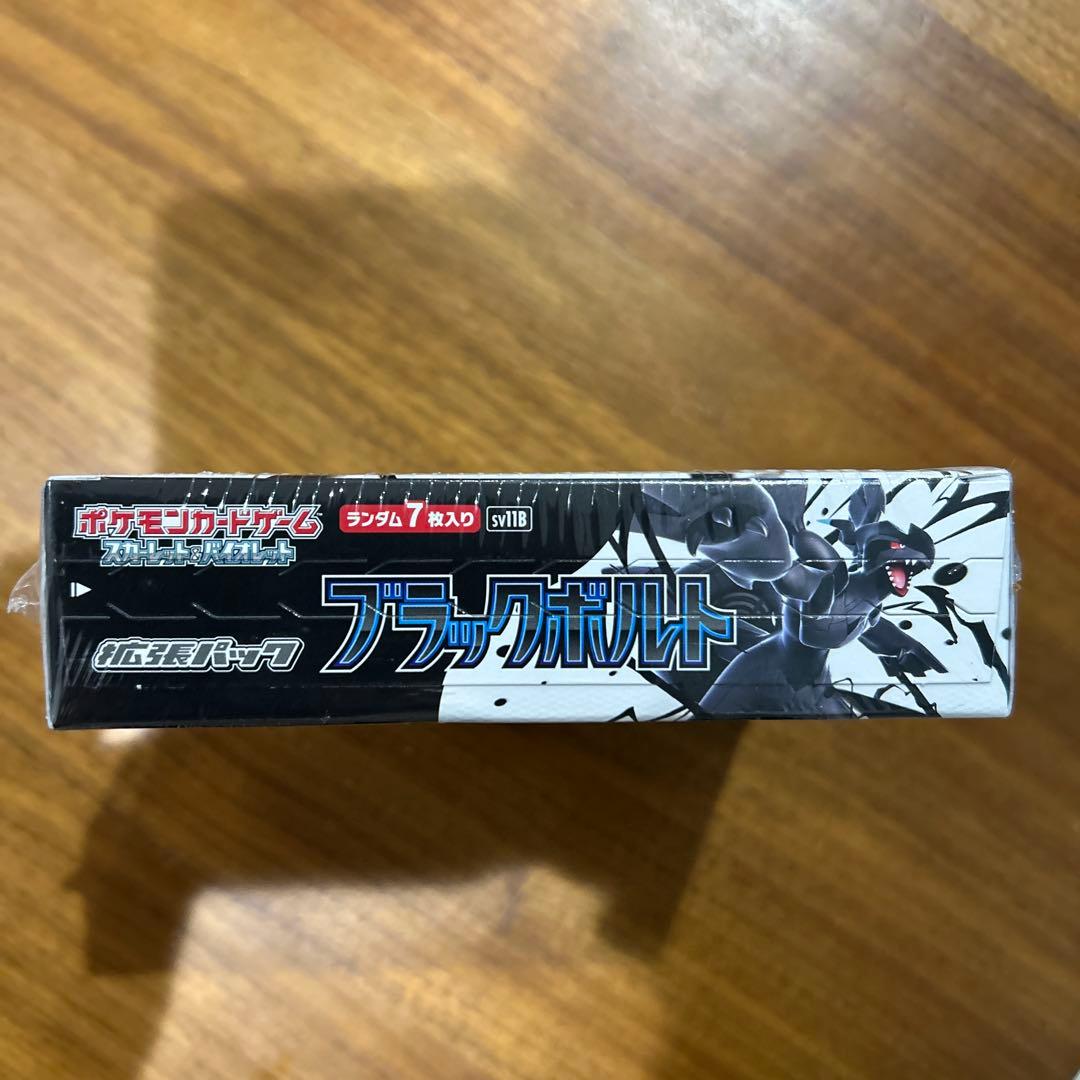 ポケモンカードゲーム
スカーレット&バイオレット
ランダム7枚入り
sv11B
拡張パック
ブラックボルト